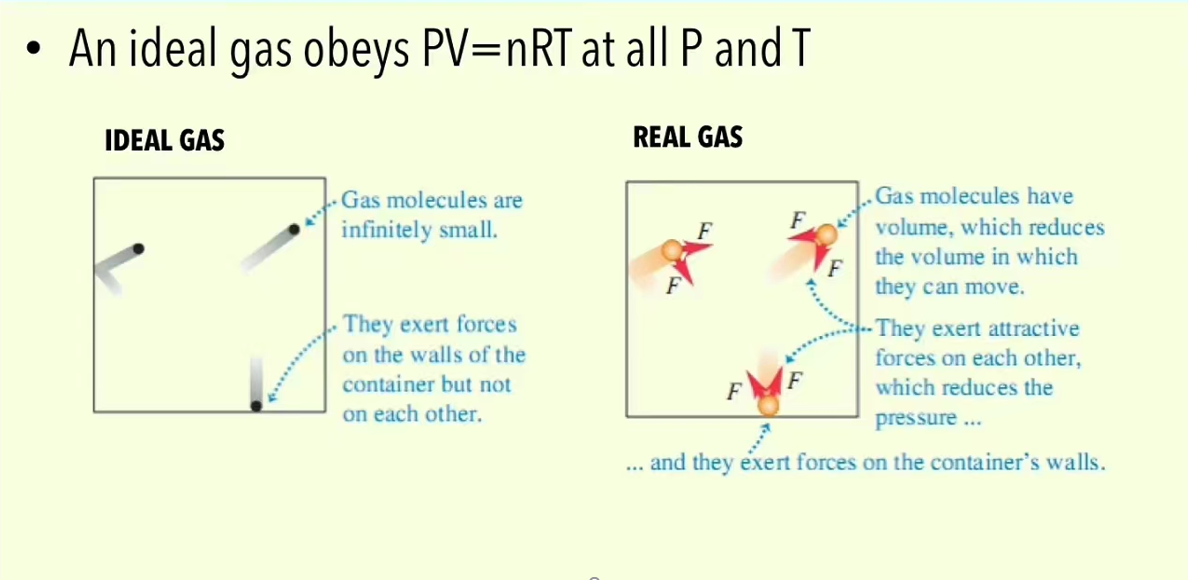 • An ideal gas obeys PV=nRT at all P and T
IDEAL GAS
Gas molecules are
infinitely small.
They exert forces
on the walls of the
container but not
on each other.
REAL GAS
F
F
F
F
F
F
Gas molecules have
volume, which reduces
the volume in which
they can move.
They exert attractive
forces on each other,
which reduces the
pressure ...
... and they exert forces on the container's walls.